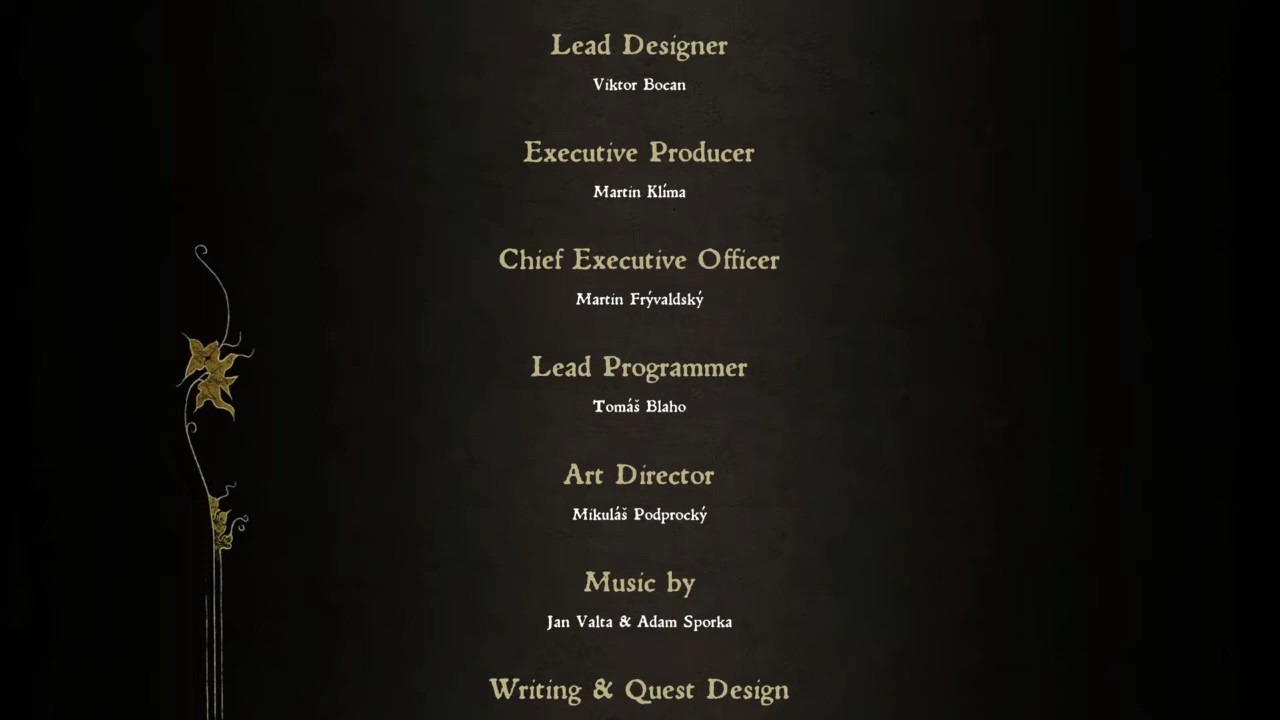 Lead Designer
Viktor Bocan
Executive Producer
Martin Klíma
Chief Executive Officer
Martin Frývaldský
Lead Programmer
Tomáš Blaho
Art Director
Mikuláš Podprocký
Music by
Jan Valta & Adam Sporka
Writing & Quest Design